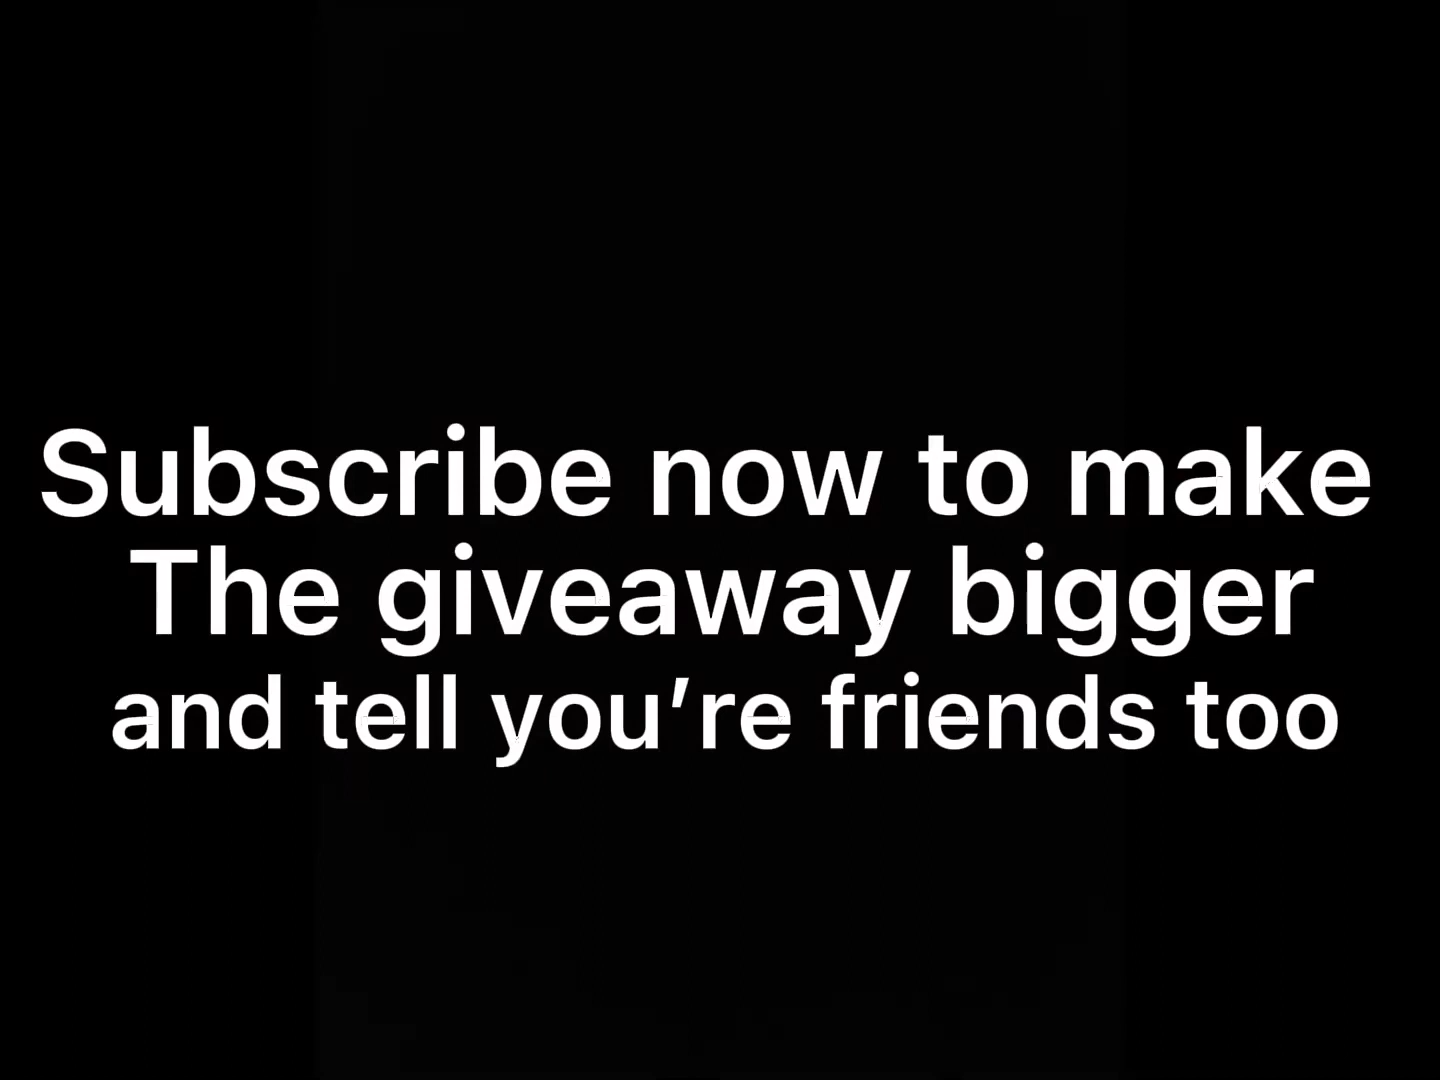 Subscribe now to make
The giveaway bigger
and tell you’re friends too